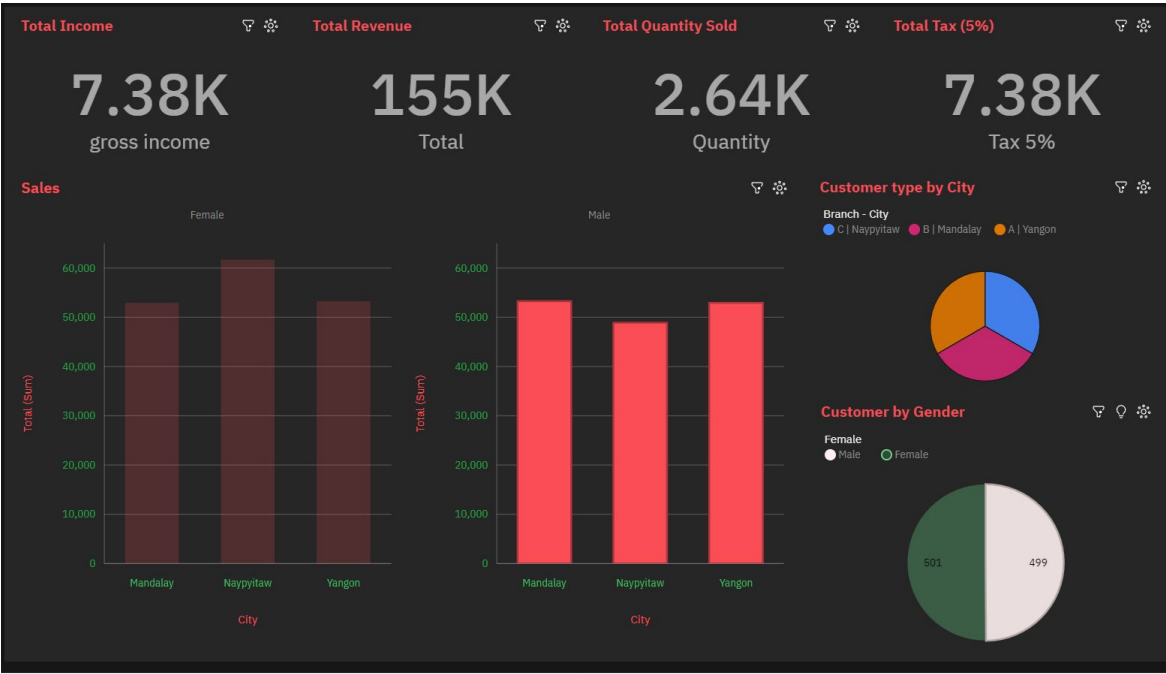 Total Income
Total Revenue
Total Quantity Sold
Total Tax (5%)
7.38K
155K
2.64K
7.38K
gross income
Total
Quantity
Tax 5%
Sales
Customer type by City
Female
Male
Branch - City
C | Naypyitaw
B | Mandalay
A | Yangon
Total (Sum)
60,000
50,000
40,000
30,000
20,000
10,000
0
Mandalay
Naypyitaw
Yangon
City
Total (Sum)
60,000
50,000
40,000
30,000
20,000
10,000
0
Mandalay
Naypyitaw
Yangon
City
Customer by Gender
Female
Male
Female
501
499